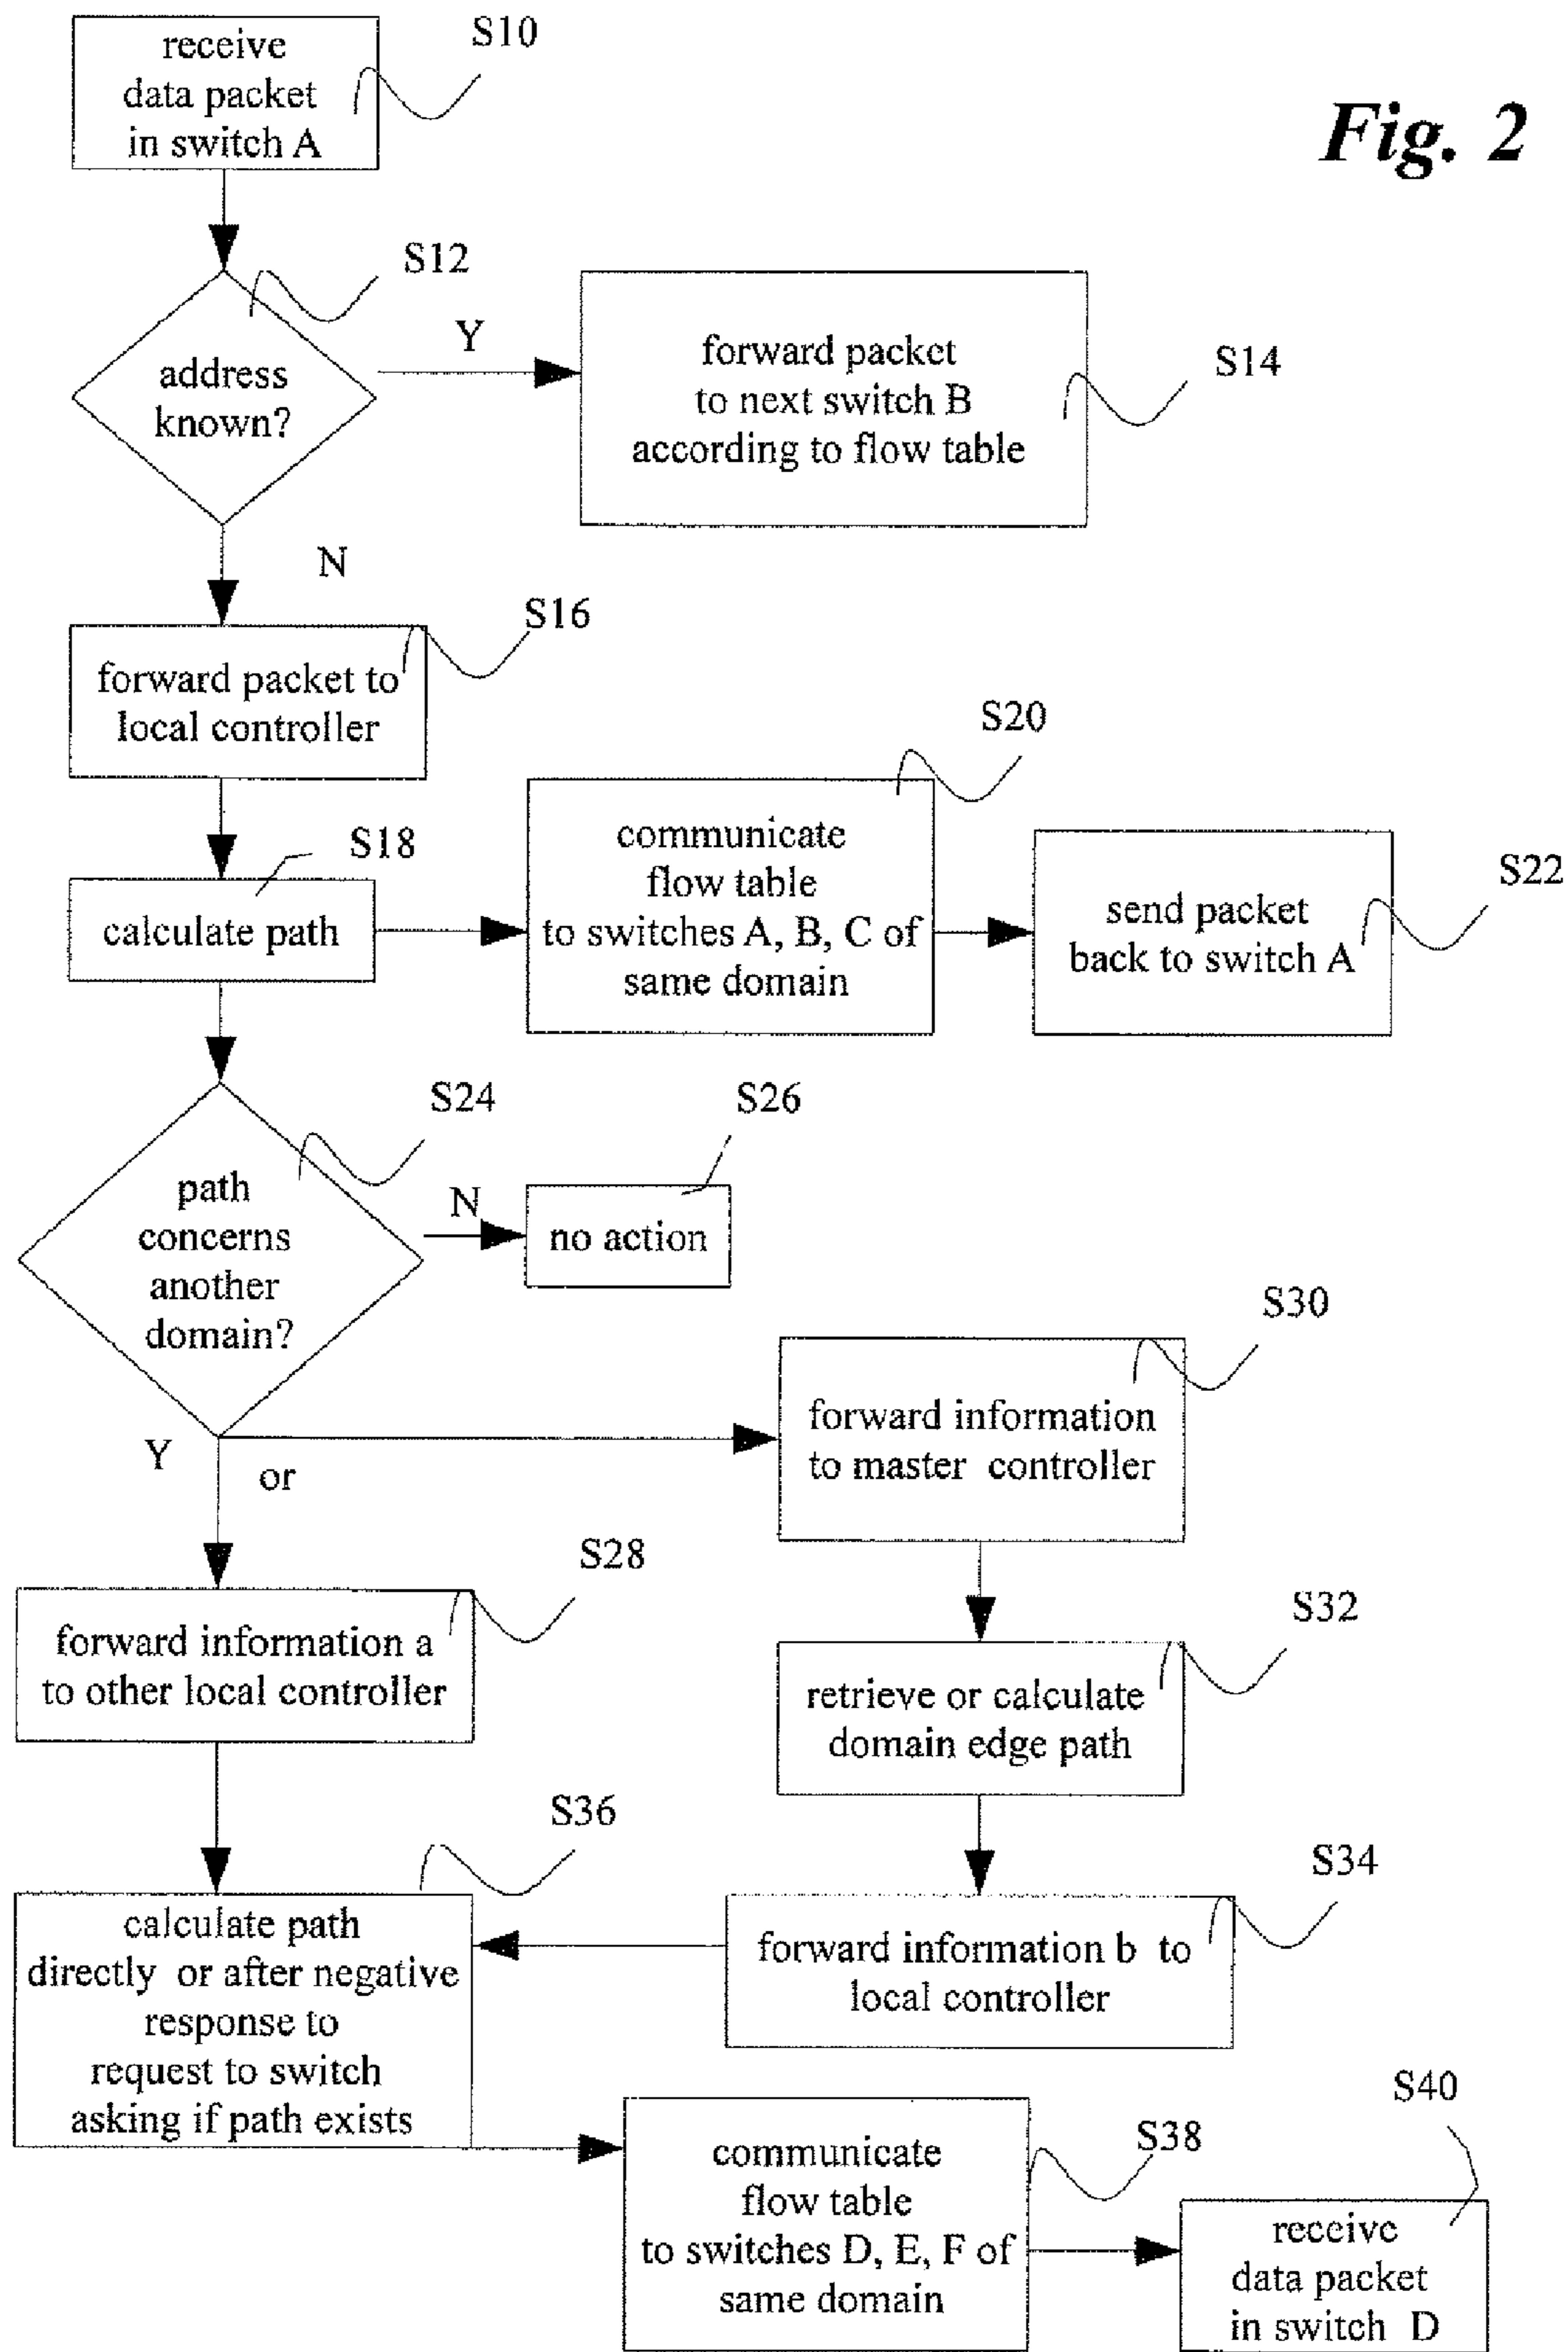 Fig. 2
S10
receive
data packet
in switch A
S12
address
known?
Y
forward packet
to next switch B
according to flow table
S14
N
S16
forward packet to
local controller
S18
calculate path
S20
communicate
flow table
to switches A, B, C of
same domain
S22
send packet
back to switch A
S24
path
concerns
another
domain?
N
S26
no action
Y
or
S30
forward information
to master controller
S28
forward information a
to other local controller
S32
retrieve or calculate
domain edge path
S36
calculate path
directly or after negative
response to
request to switch
asking if path exists
S34
forward information b to
local controller
S38
communicate
flow table
to switches D, E, F of
same domain
S40
receive
data packet
in switch D